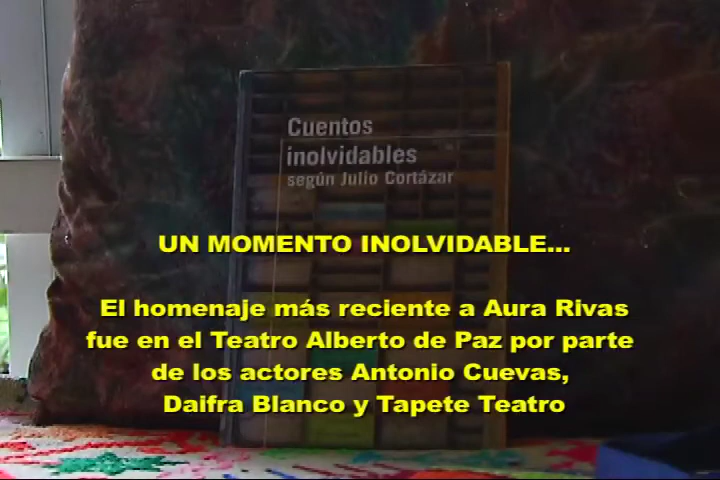 Cuentos
inolvidables
según Julio Cortázar
UN MOMENTO INOLVIDABLE...
El homenaje más reciente a Aura Rivas
fue en el Teatro Alberto de Paz por parte
de los actores Antonio Cuevas,
Daifra Blanco y Tapete Teatro